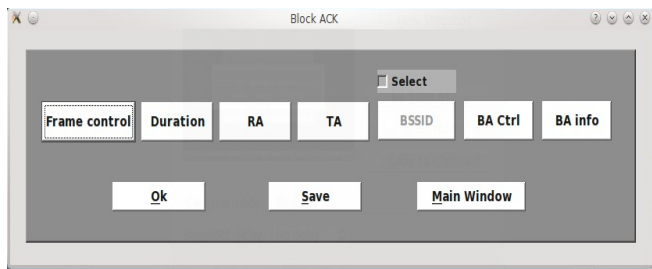 Block ACK
Select
Frame control Duration RA TA BSSID BA Ctrl BA info
Ok Save Main Window